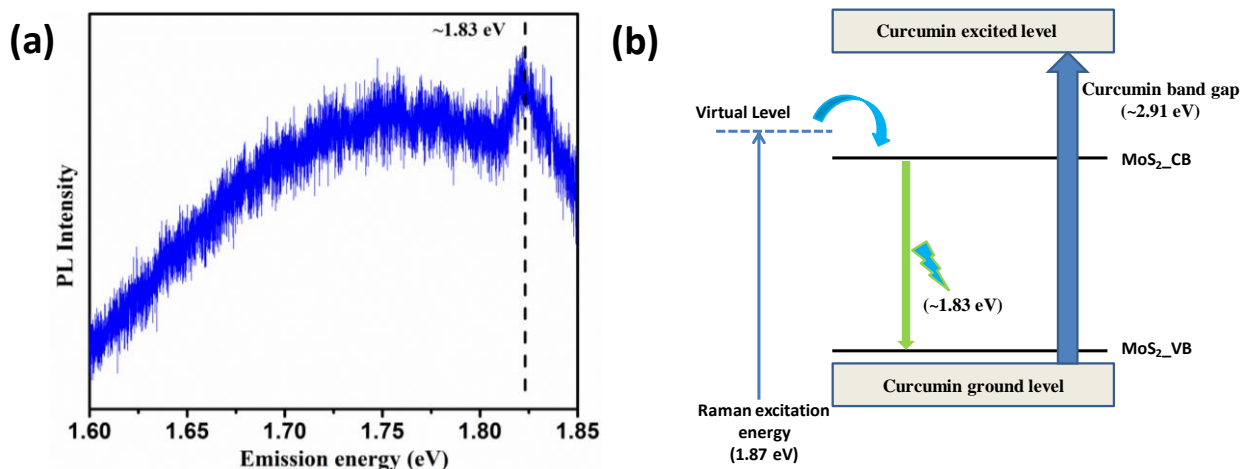 (a)
~1.83 eV
PL Intensity
1.60
1.65
1.70
1.75
1.80
1.85
Emission energy (eV)
(b)
Curcumin excited level
Curcumin band gap
(~2.91 eV)
Virtual Level
MoS₂_CB
(~1.83 eV)
MoS₂_VB
Curcumin ground level
Raman excitation
energy
(1.87 eV)